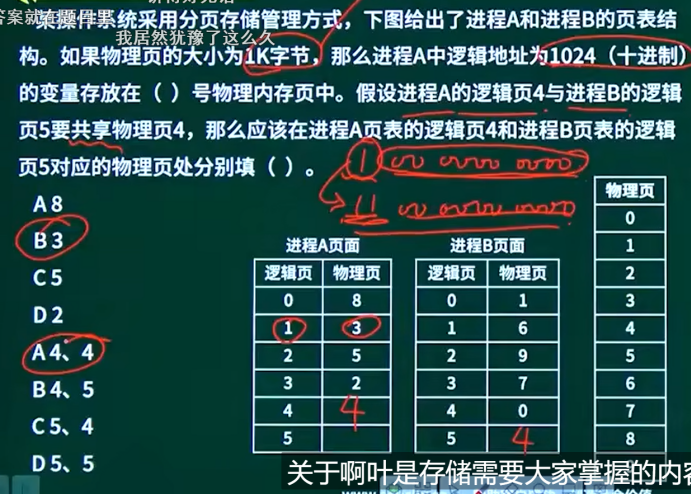 答案就在题目里
我居然犹豫了这么久
某操作系统采用分页存储管理方式，下图给出了进程A和进程B的页表结
构。如果物理页的大小为1K字节，那么进程A中逻辑地址为1024（十进制）
的变量存放在（ ）号物理内存页中。假设进程A的逻辑页4与进程B的逻辑
页5要共享物理页4，那么应该在进程A页表的逻辑页4和进程B页表的逻辑
页5对应的物理页处分别填（ ）。
1 00 0000 0000
11 00 0000 0000
A 8
B 3
C 5
D 2
A 4、4
B 4、5
C 5、4
D 5、5
进程A页面
逻辑页 物理页
0 8
1 3
2 5
3 2
4 4
5
进程B页面
逻辑页 物理页
0 1
1 6
2 9
3 7
4 0
5 4
物理页
0
1
2
3
4
5
6
7
8
关于啊叶是存储需要大家掌握的内容